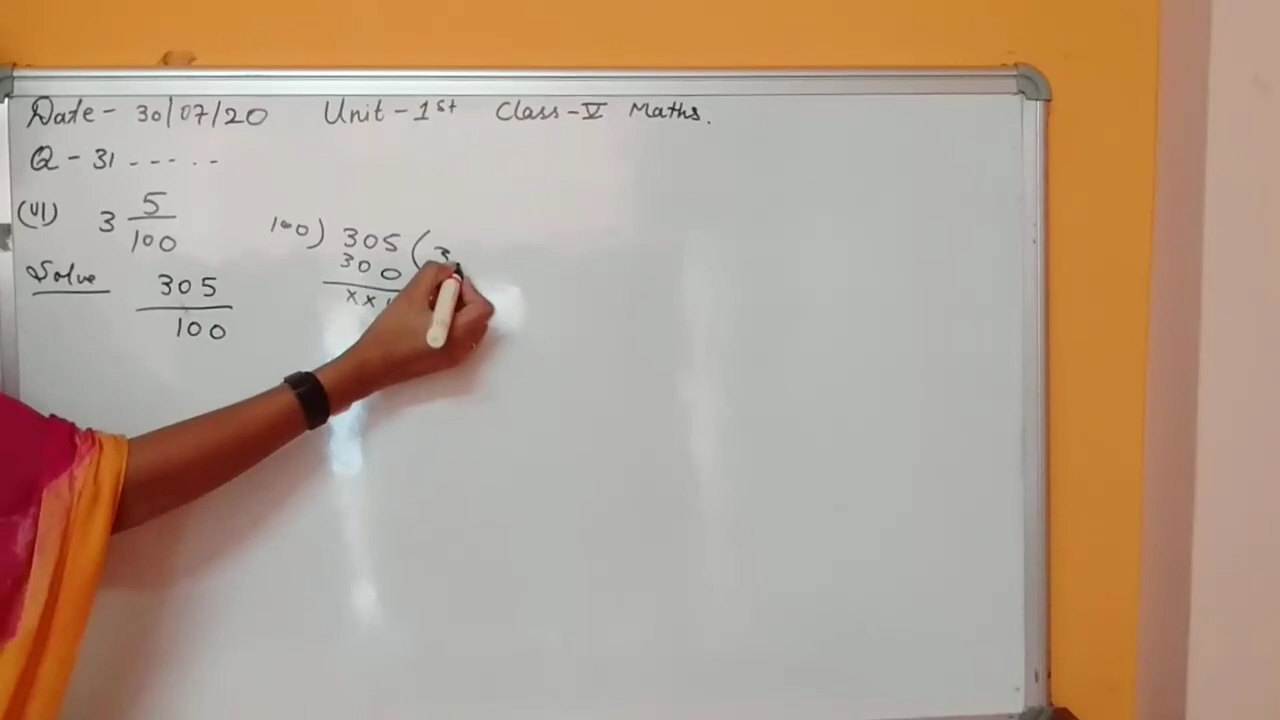 Date - 30/07/20 Unit - 1st Class - V Maths.
Q - 31 - - - - -
(VI) 3 5/100
Solve 305/100
100) 305 ( 3
300
x x